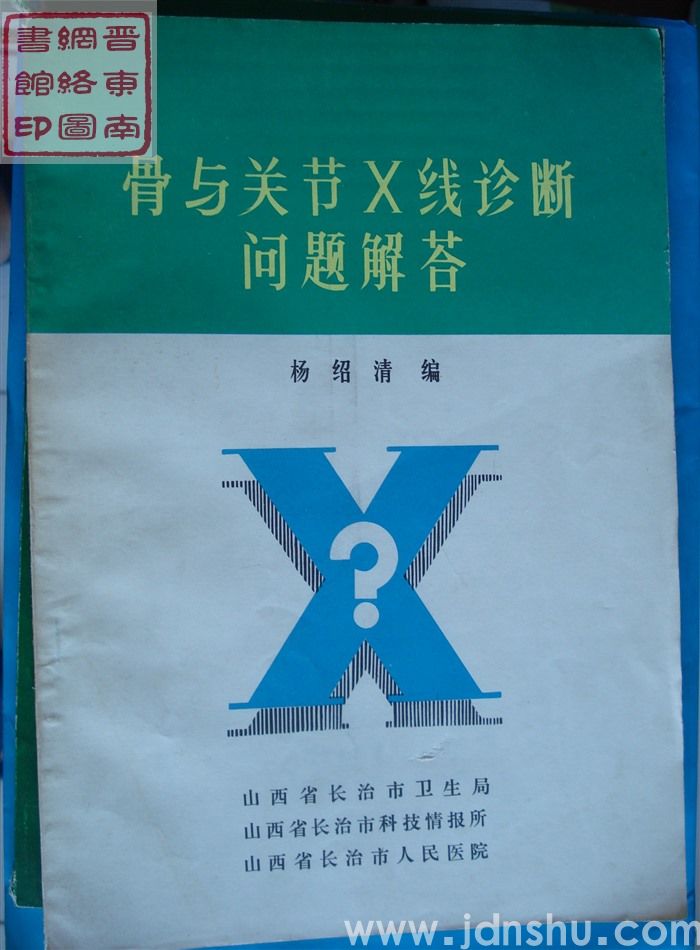 晋東南
網絡圖
書館印
骨与关节X线诊断
问题解荅
杨绍清编
X
?
山西省长治市卫生局
山西省长治市科技情报所
山西省长治市人民医院
www.jdnshu.com